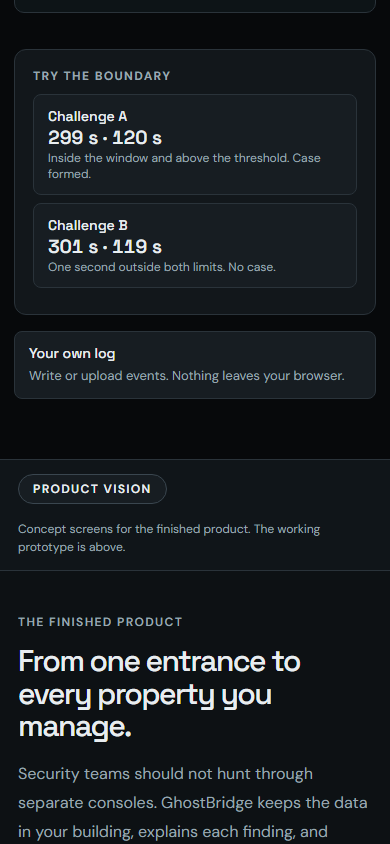 TRY THE BOUNDARY
Challenge A
299 s · 120 s
Inside the window and above the threshold. Case
formed.
Challenge B
301 s · 119 s
One second outside both limits. No case.
Your own log
Write or upload events. Nothing leaves your browser.
PRODUCT VISION
Concept screens for the finished product. The working
prototype is above.
THE FINISHED PRODUCT
From one entrance to
every property you
manage.
Security teams should not hunt through
separate consoles. GhostBridge keeps the data
in your building, explains each finding, and